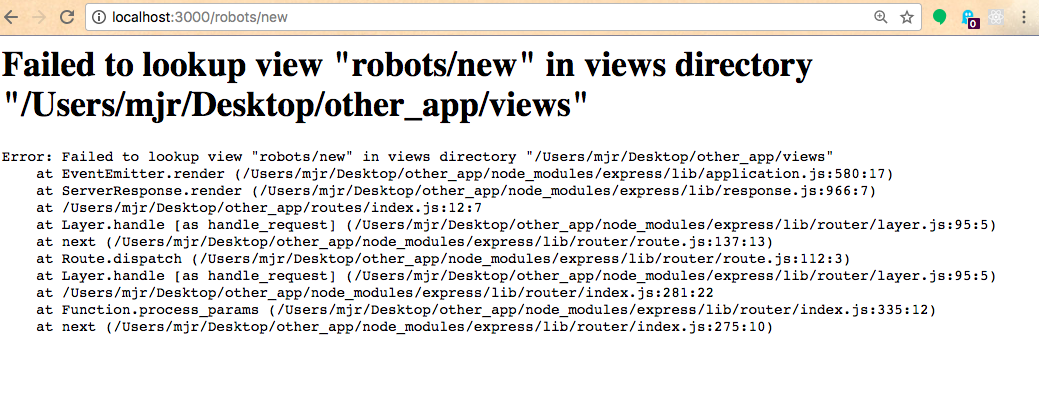 localhost:3000/robots/new
0
Failed to lookup view "robots/new" in views directory
"/Users/mjr/Desktop/other_app/views"
Error: Failed to lookup view "robots/new" in views directory "/Users/mjr/Desktop/other_app/views"
at EventEmitter.render (/Users/mjr/Desktop/other_app/node_modules/express/lib/application.js:580:17)
at ServerResponse.render (/Users/mjr/Desktop/other_app/node_modules/express/lib/response.js:966:7)
at /Users/mjr/Desktop/other_app/routes/index.js:12:7
at Layer.handle [as handle_request] (/Users/mjr/Desktop/other_app/node_modules/express/lib/router/layer.js:95:5)
at next (/Users/mjr/Desktop/other_app/node_modules/express/lib/router/route.js:137:13)
at Route.dispatch (/Users/mjr/Desktop/other_app/node_modules/express/lib/router/route.js:112:3)
at Layer.handle [as handle_request] (/Users/mjr/Desktop/other_app/node_modules/express/lib/router/layer.js:95:5)
at /Users/mjr/Desktop/other_app/node_modules/express/lib/router/index.js:281:22
at Function.process_params (/Users/mjr/Desktop/other_app/node_modules/express/lib/router/index.js:335:12)
at next (/Users/mjr/Desktop/other_app/node_modules/express/lib/router/index.js:275:10)